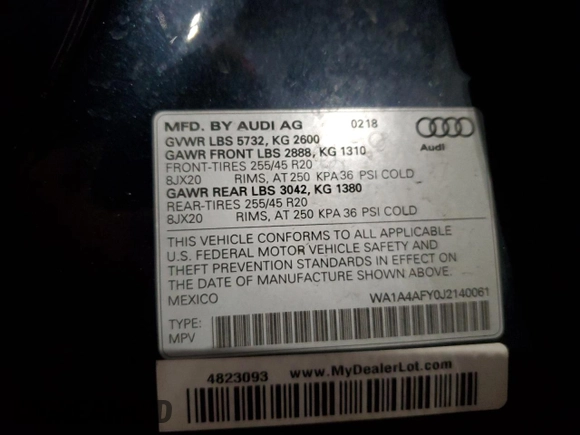 MFD. BY AUDI AG 0218
GVWR LBS 5732, KG 2600
GAWR FRONT LBS 2888, KG 1310
FRONT-TIRES 255/45 R20
8JX20 RIMS, AT 250 KPA 36 PSI COLD
GAWR REAR LBS 3042, KG 1380
REAR-TIRES 255/45 R20
8JX20 RIMS, AT 250 KPA 36 PSI COLD
Audi
THIS VEHICLE CONFORMS TO ALL APPLICABLE
U.S. FEDERAL MOTOR VEHICLE SAFETY AND
THEFT PREVENTION STANDARDS IN EFFECT ON
THE DATE OF MANUFACTURE SHOWN ABOVE.
MEXICO WA1A4AFY0J2140061
TYPE:
MPV
4823093 www.MyDealerLot.com